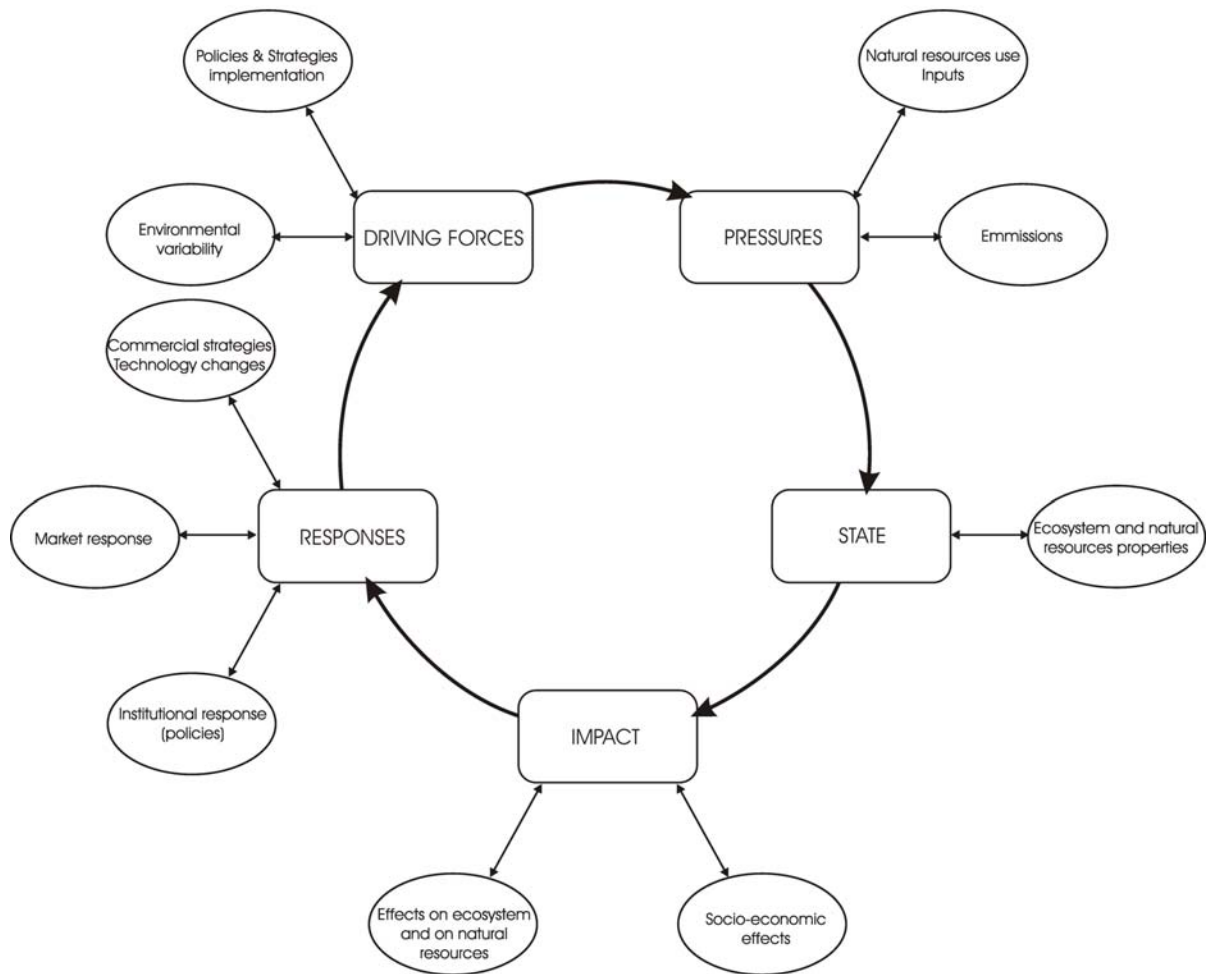 Policies & Strategies
implementation
Natural resources use
Inputs
Environmental
variability
DRIVING FORCES
PRESSURES
Emmissions
Commercial strategies
Technology changes
Market response
RESPONSES
STATE
Ecosystem and natural
resources properties
Institutional response
(policies)
IMPACT
Effects on ecosystem
and on natural
resources
Socio-economic
effects